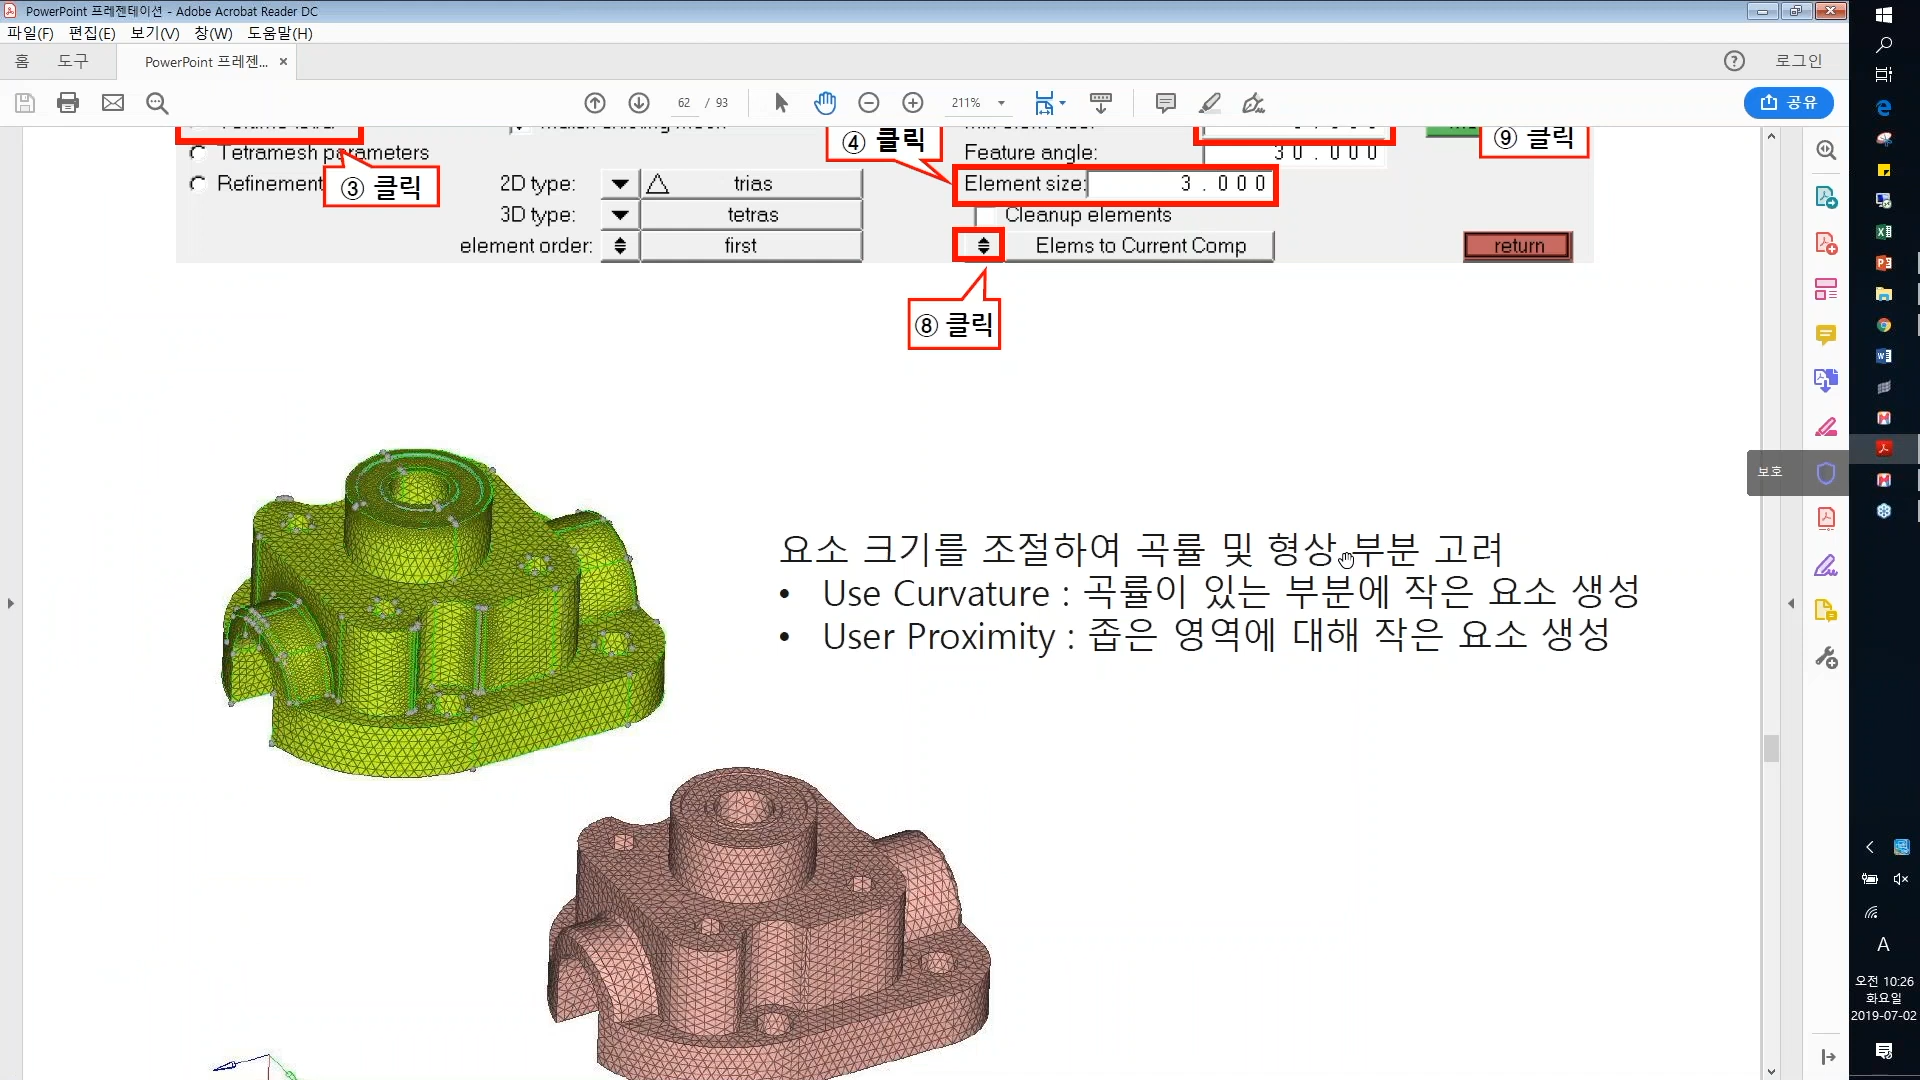 PowerPoint 프레젠테이션 - Adobe Acrobat Reader DC
파일(F) 편집(E) 보기(V) 창(W) 도움말(H)
홈 도구 PowerPoint 프레젠... × 로그인
62 / 93 211% 공유
④ 클릭
⑨ 클릭
Tetramesh parameters
Feature angle: 30.000
Refinement
③ 클릭
2D type: trias
Element size: 3.000
3D type: tetras
Cleanup elements
element order: first
Elems to Current Comp
return
⑧ 클릭
보호
요소 크기를 조절하여 곡률 및 형상 부분 고려
• Use Curvature : 곡률이 있는 부분에 작은 요소 생성
• User Proximity : 좁은 영역에 대해 작은 요소 생성
A
오전 10:26
화요일
2019-07-02